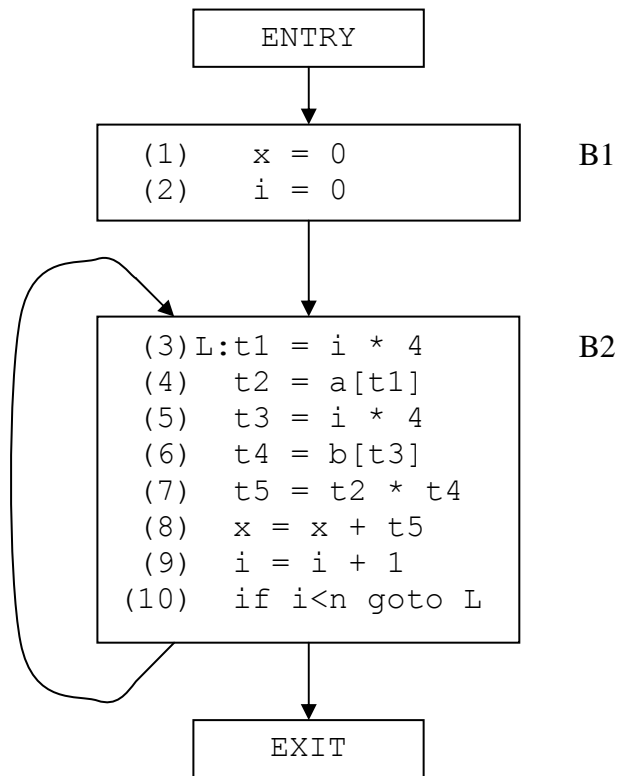 ENTRY
(1) x = 0
B1
(2) i = 0
(3) L:t1 = i * 4
B2
(4) t2 = a[t1]
(5) t3 = i * 4
(6) t4 = b[t3]
(7) t5 = t2 * t4
(8) x = x + t5
(9) i = i + 1
(10) if i<n goto L
EXIT